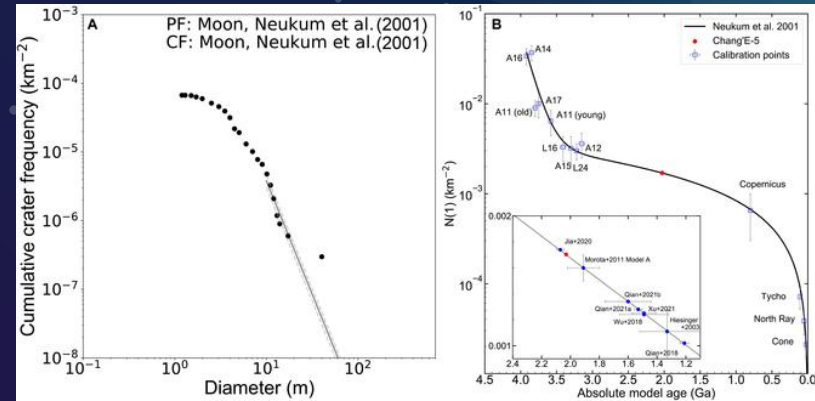 A
PF: Moon, Neukum et al.(2001)
CF: Moon, Neukum et al.(2001)
Cumulative crater frequency (km⁻²)
10⁻³
10⁻⁴
10⁻⁵
10⁻⁶
10⁻⁷
10⁻⁸
10⁻¹
10⁰
10¹
10²
Diameter (m)
B
Neukum et al. 2001
Chang'E-5
Calibration points
N(1) (km⁻²)
10⁻¹
10⁻²
10⁻³
10⁻⁴
A16
A14
A11 (old)
A17
A11 (young)
L16
A15
L24
A12
Copernicus
Tycho
North Ray
Cone
0.002
0.001
Jia+2020
Morota+2011 Model A
Qian+2021b
Qian+2021a
Xu+2021
Wu+2018
Hiesinger
+2003
Qian+2018
2.4 2.2 2.0 1.8 1.6 1.4 1.2
4.5 4.0 3.5 3.0 2.5 2.0 1.5 1.0 0.5 0.0
Absolute model age (Ga)